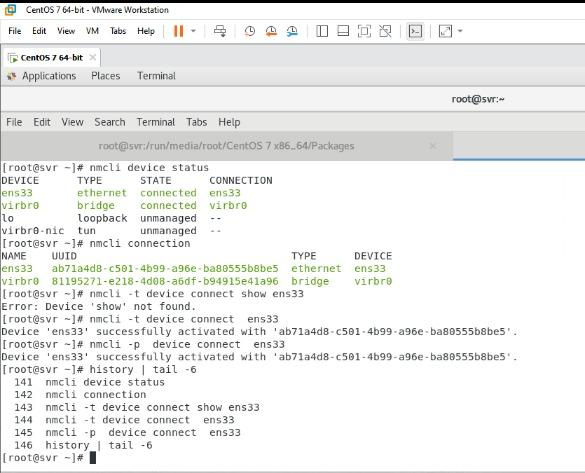 CentOS 7 64-bit - VMware Workstation
File Edit View VM Tabs Help
CentOS 7 64-bit
Applications Places Terminal
root@svr:~
File Edit View Search Terminal Tabs Help
root@svr:/run/media/root/CentOS 7 x86_64/Packages
[root@svr ~]# nmcli device status
DEVICE TYPE STATE CONNECTION
ens33 ethernet connected ens33
virbr0 bridge connected virbr0
lo loopback unmanaged --
virbr0-nic tun unmanaged --
[root@svr ~]# nmcli connection
NAME UUID TYPE DEVICE
ens33 ab71a4d8-c501-4b99-a96e-ba80555b8be5 ethernet ens33
virbr0 81195271-e218-4d08-a6df-b94915e41a96 bridge virbr0
[root@svr ~]# nmcli -t device connect show ens33
Error: Device 'show' not found.
[root@svr ~]# nmcli -t device connect  ens33
Device 'ens33' successfully activated with 'ab71a4d8-c501-4b99-a96e-ba80555b8be5'.
[root@svr ~]# nmcli -p  device connect  ens33
Device 'ens33' successfully activated with 'ab71a4d8-c501-4b99-a96e-ba80555b8be5'.
[root@svr ~]# history | tail -6
141 nmcli device status
142 nmcli connection
143 nmcli -t device connect show ens33
144 nmcli -t device connect  ens33
145 nmcli -p  device connect  ens33
146 history | tail -6
[root@svr ~]#